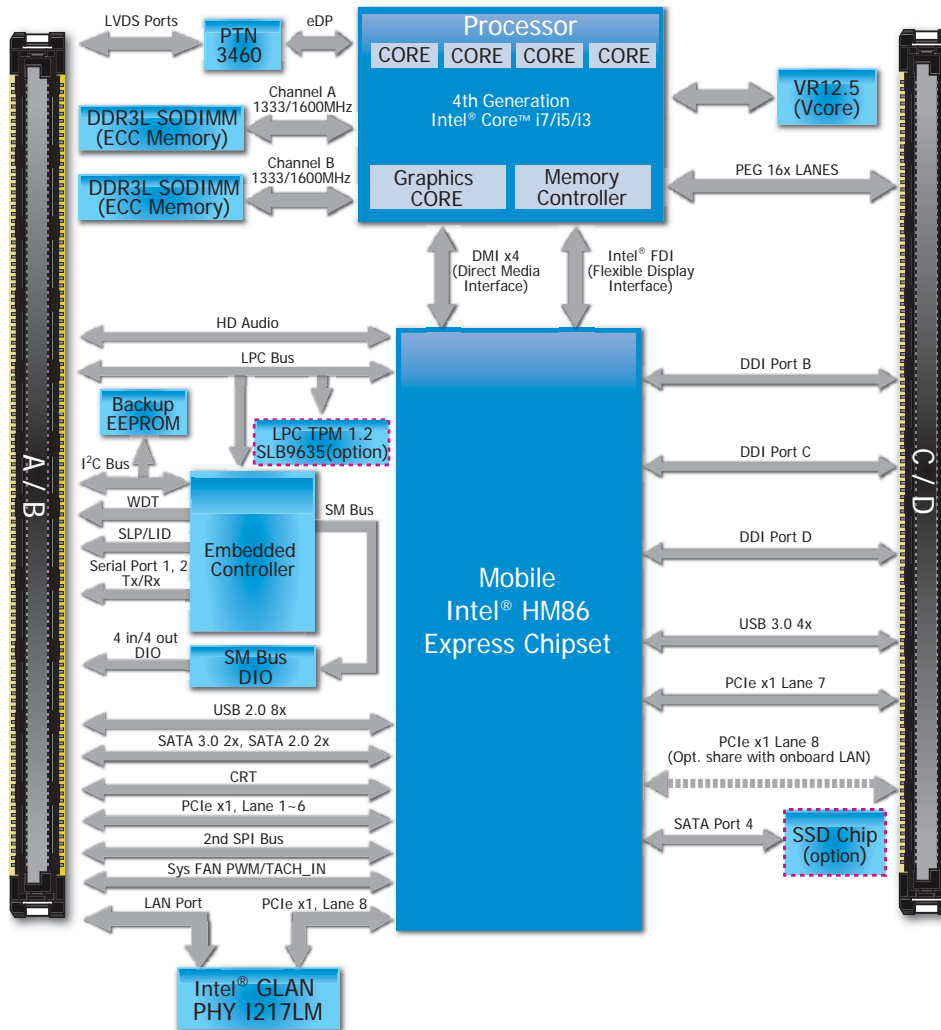 LVDS Ports
PTN
3460
eDP
Processor
CORE CORE CORE CORE
4th Generation
Intel® Core™ i7/i5/i3
Graphics
CORE
Memory
Controller
VR12.5
(Vcore)
Channel A
1333/1600MHz
DDR3L SODIMM
(ECC Memory)
Channel B
1333/1600MHz
DDR3L SODIMM
(ECC Memory)
PEG 16x LANES
DMI x4
(Direct Media
Interface)
Intel® FDI
(Flexible Display
Interface)
HD Audio
LPC Bus
Backup
EEPROM
LPC TPM 1.2
SLB9635(option)
I²C Bus
WDT
SLP/LID
Serial Port 1, 2
Tx/Rx
Embedded
Controller
SM Bus
4 in/4 out
DIO
SM Bus
DIO
A / B
C / D
Mobile
Intel® HM86
Express Chipset
DDI Port B
DDI Port C
DDI Port D
USB 3.0 4x
PCIe x1 Lane 7
PCIe x1 Lane 8
(Opt. share with onboard LAN)
SATA Port 4
SSD Chip
(option)
USB 2.0 8x
SATA 3.0 2x, SATA 2.0 2x
CRT
PCIe x1, Lane 1~6
2nd SPI Bus
Sys FAN PWM/TACH_IN
LAN Port
PCIe x1, Lane 8
Intel® GLAN
PHY I217LM